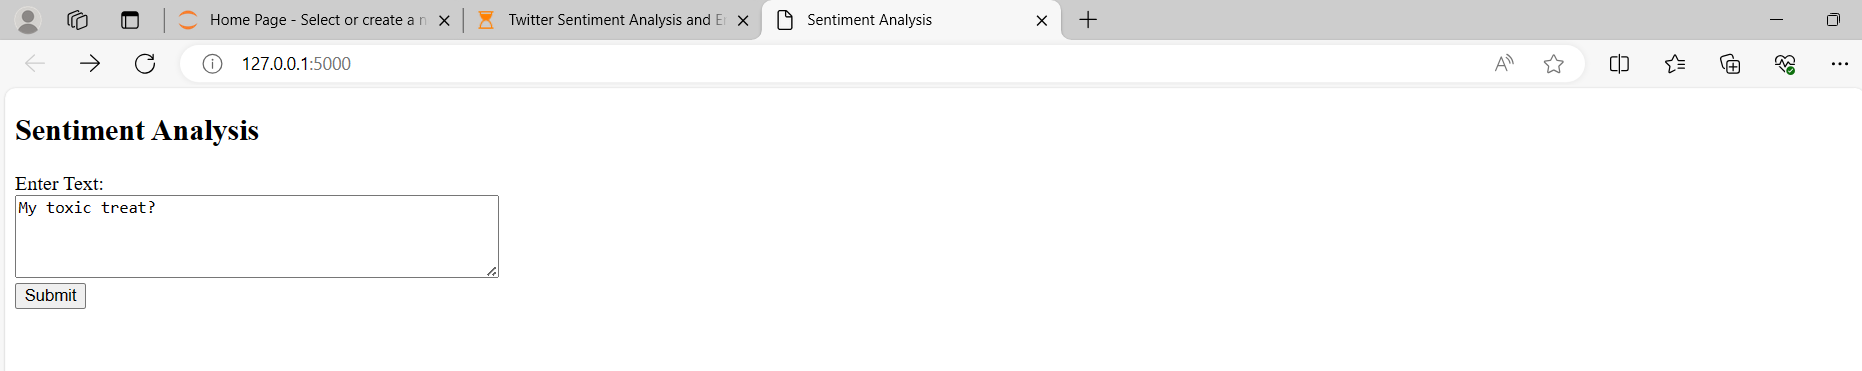 Home Page - Select or create a n
Twitter Sentiment Analysis and E
Sentiment Analysis
127.0.0.1:5000
Sentiment Analysis
Enter Text:
My toxic treat?
Submit